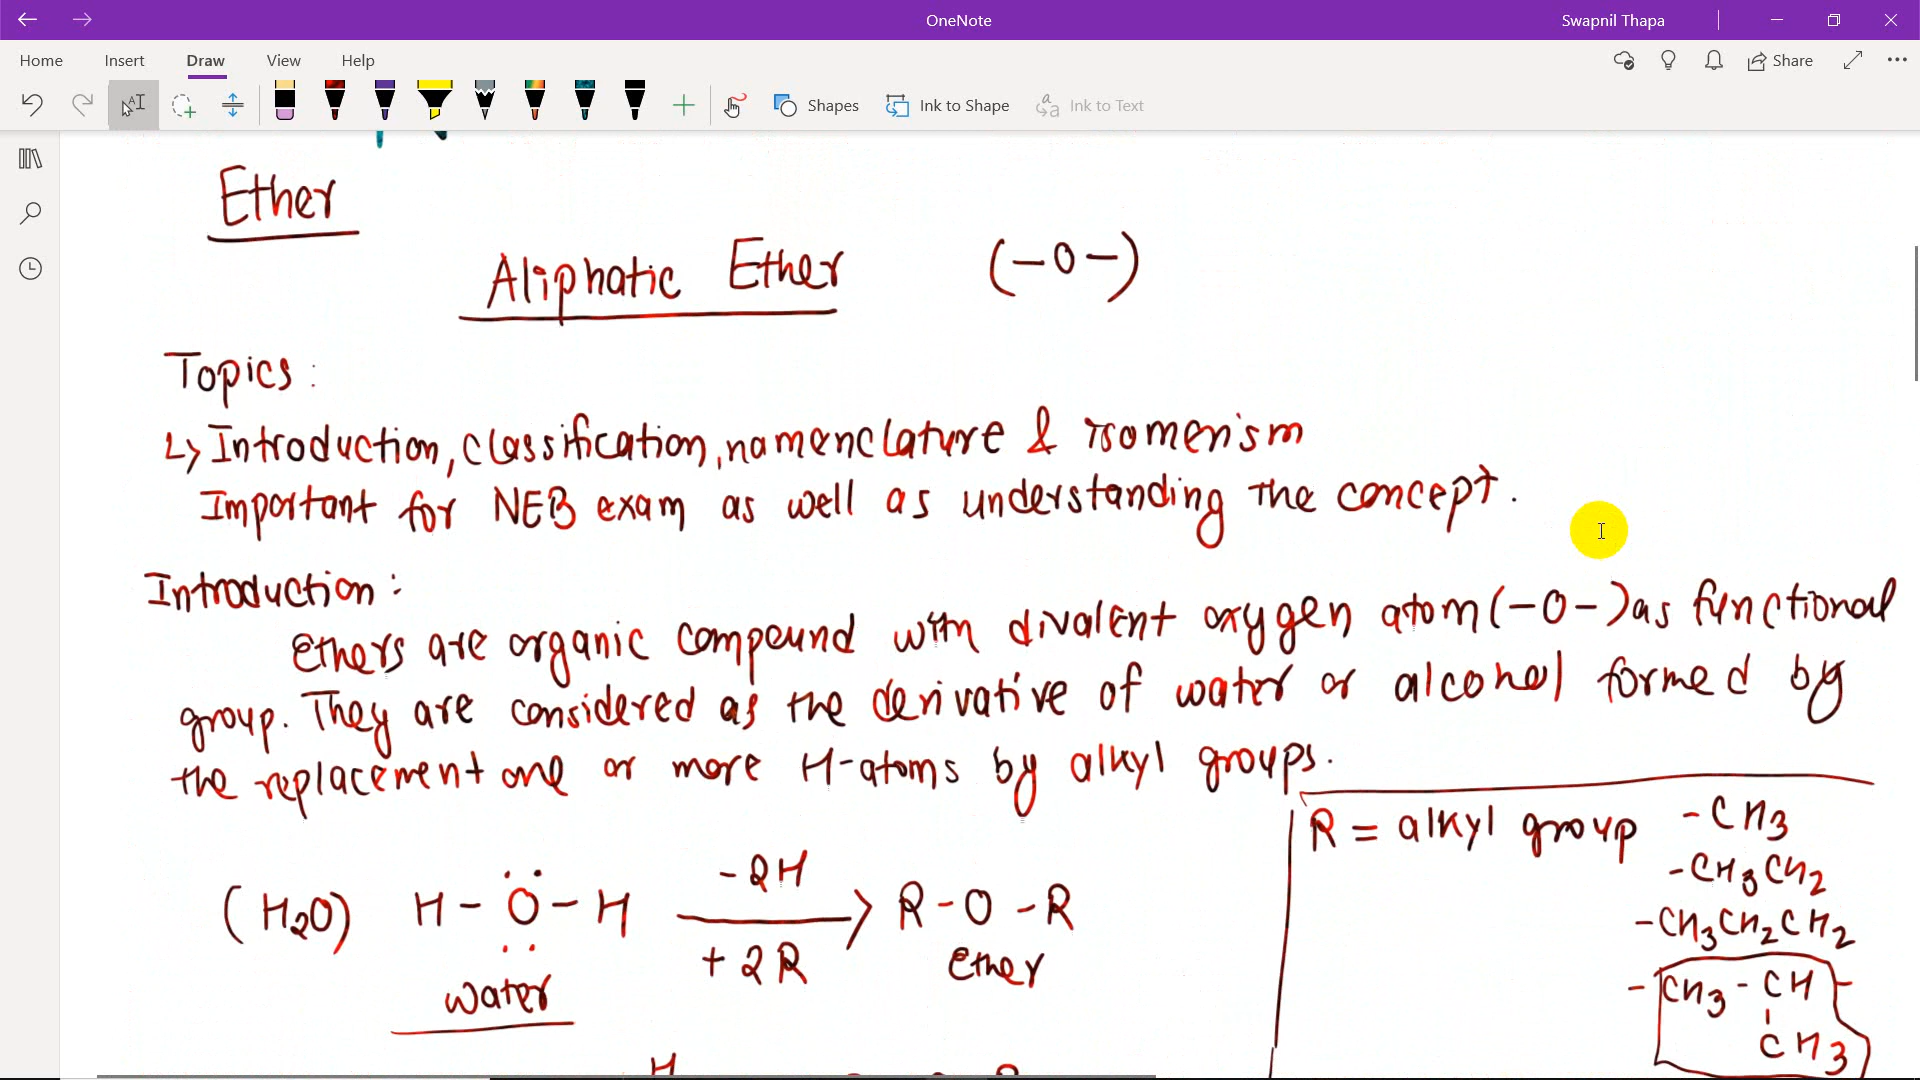 OneNote
Swapnil Thapa
Home Insert Draw View Help
Share
Shapes
Ink to Shape
Ink to Text
Ether
Aliphatic Ether (-O-)
Topics :
↳ Introduction, classification, namenclature & isomerism
Important for NEB exam as well as understanding the concept.
Introduction :
Ethers are organic compound with divalent oxygen atom (-O-) as functional
group. They are considered as the derivative of water or alcohol formed by
the replacement one or more H-atoms by alkyl groups.
R = alkyl group -CH3
-CH3CH2
-CH3CH2CH2
-CH3-CH-
CH3
-2H
(H2O) H-O-H → R-O-R
+2R
Ether
water
H